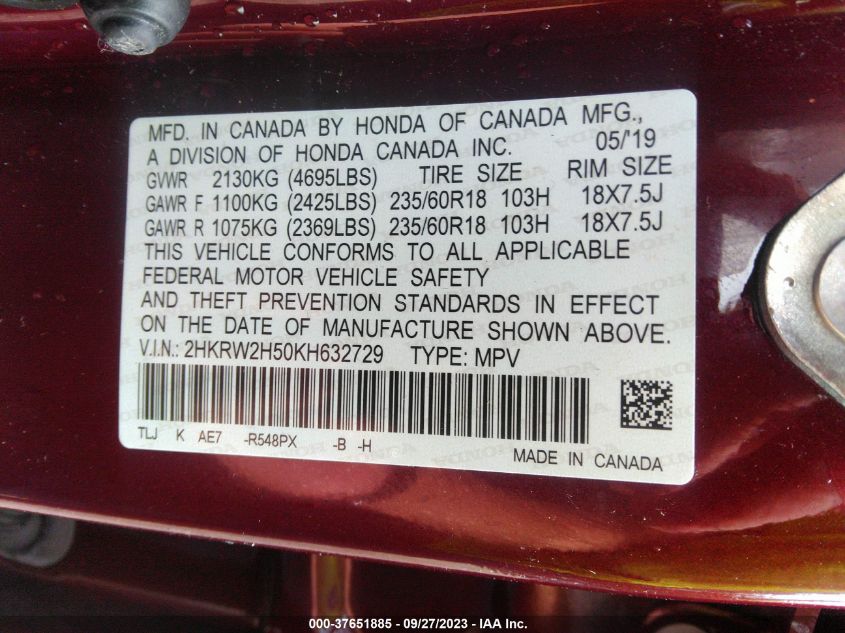 MFD. IN CANADA BY HONDA OF CANADA MFG.,
A DIVISION OF HONDA CANADA INC. 05/'19
GVWR 2130KG (4695LBS) TIRE SIZE RIM SIZE
GAWR F 1100KG (2425LBS) 235/60R18 103H 18X7.5J
GAWR R 1075KG (2369LBS) 235/60R18 103H 18X7.5J
THIS VEHICLE CONFORMS TO ALL APPLICABLE
FEDERAL MOTOR VEHICLE SAFETY
AND THEFT PREVENTION STANDARDS IN EFFECT
ON THE DATE OF MANUFACTURE SHOWN ABOVE.
V.I.N.: 2HKRW2H50KH632729 TYPE: MPV
TLJ K AE7 -R548PX -B -H
MADE IN CANADA
000-37651885 - 09/27/2023 - IAA Inc.